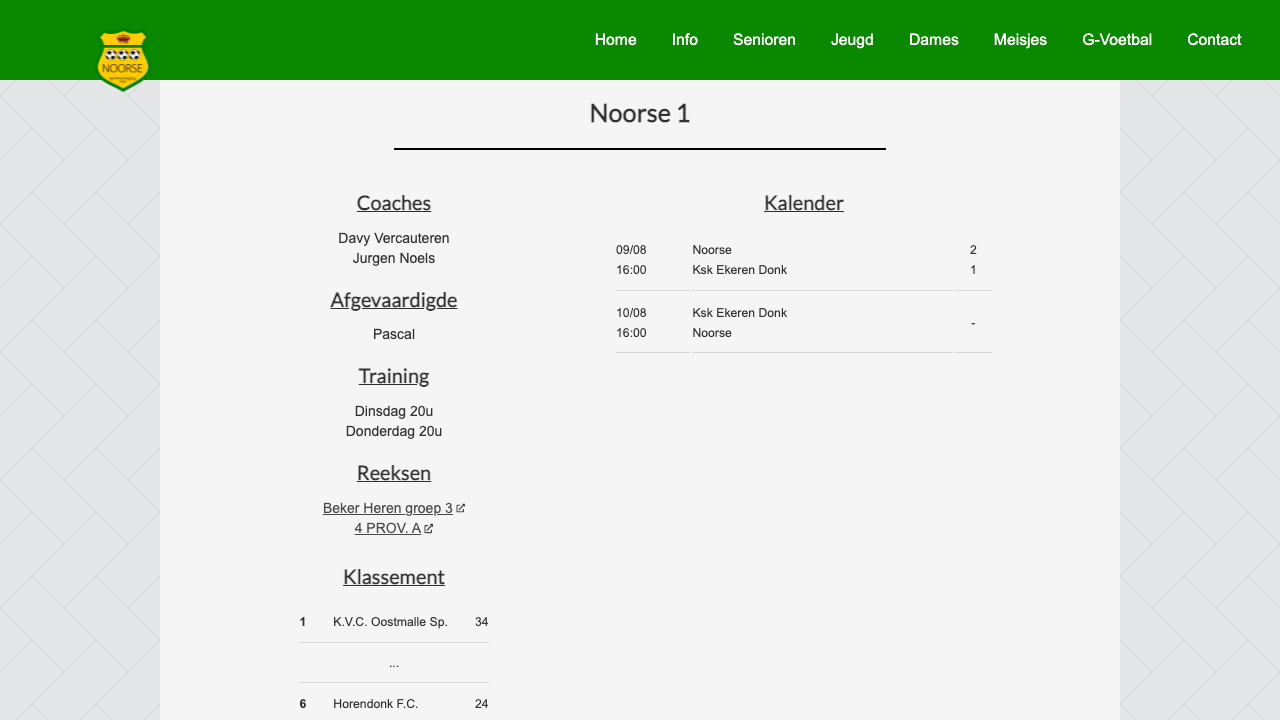 NOORSE
Home Info Senioren Jeugd Dames Meisjes G-Voetbal Contact
Noorse 1
Coaches
Davy Vercauteren
Jurgen Noels
Afgevaardigde
Pascal
Training
Dinsdag 20u
Donderdag 20u
Reeksen
Beker Heren groep 3
4 PROV. A
Klassement
1 K.V.C. Oostmalle Sp. 34
...
6 Horendonk F.C. 24
Kalender
09/08 Noorse 2
16:00 Ksk Ekeren Donk 1
10/08 Ksk Ekeren Donk
-
16:00 Noorse